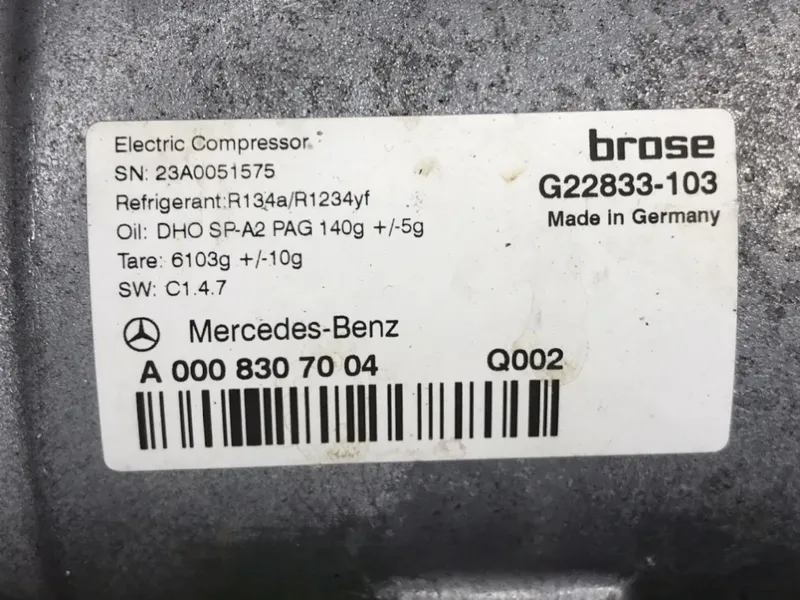 Electric Compressor
SN: 23A0051575
Refrigerant:R134a/R1234yf
Oil: DHO SP-A2 PAG 140g +/-5g
Tare: 6103g +/-10g
SW: C1.4.7
brose
G22833-103
Made in Germany
Mercedes-Benz
A 000 830 70 04 Q002